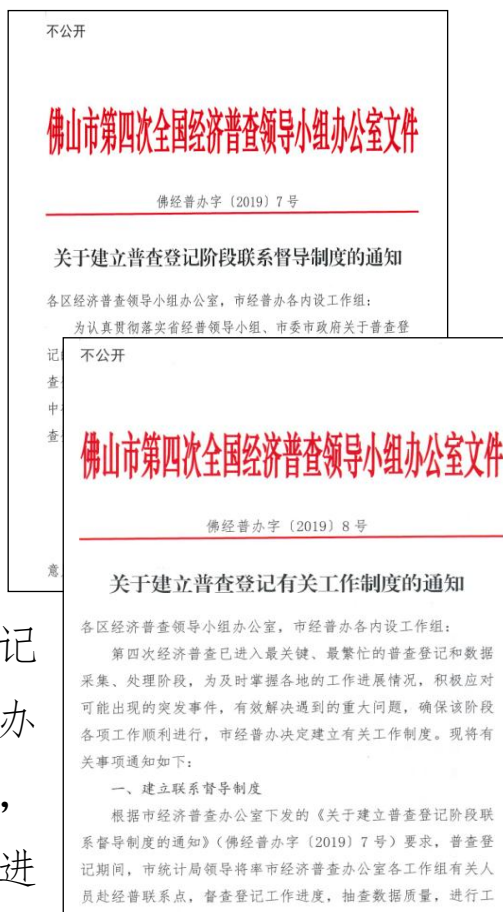 不公开
佛山市第四次全国经济普查领导小组办公室文件
佛经普办字〔2019〕7号
关于建立普查登记阶段联系督导制度的通知
各区经济普查领导小组办公室，市经普办各内设工作组：
为认真贯彻落实省经普领导小组、市委市政府关于普查登
记
查
中
查
意
不公开
佛山市第四次全国经济普查领导小组办公室文件
佛经普办字〔2019〕8号
关于建立普查登记有关工作制度的通知
各区经济普查领导小组办公室，市经普办各内设工作组：
第四次经济普查已进入最关键、最繁忙的普查登记和数据
采集、处理阶段，为及时掌握各地的工作进展情况，积极应对
可能出现的突发事件，有效解决遇到的重大问题，确保该阶段
各项工作顺利进行，市经普办决定建立有关工作制度。现将有
关事项通知如下：
一、建立联系督导制度
根据市经济普查办公室下发的《关于建立普查登记阶段联
系督导制度的通知》（佛经普办字〔2019〕7号）要求，普查登
记期间，市统计局领导将率市经济普查办公室各工作组有关人
员赴经普联系点，督查登记工作进度，抽查数据质量，进行工
记
办
，
进